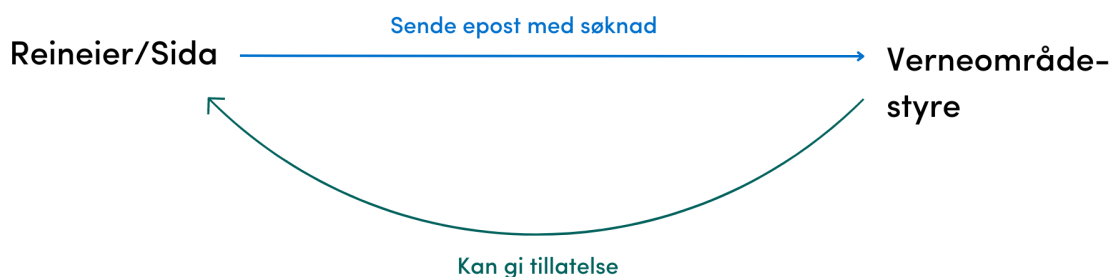 Sende epost med søknad
Reineier/Sida
Verneområde-
styre
Kan gi tillatelse